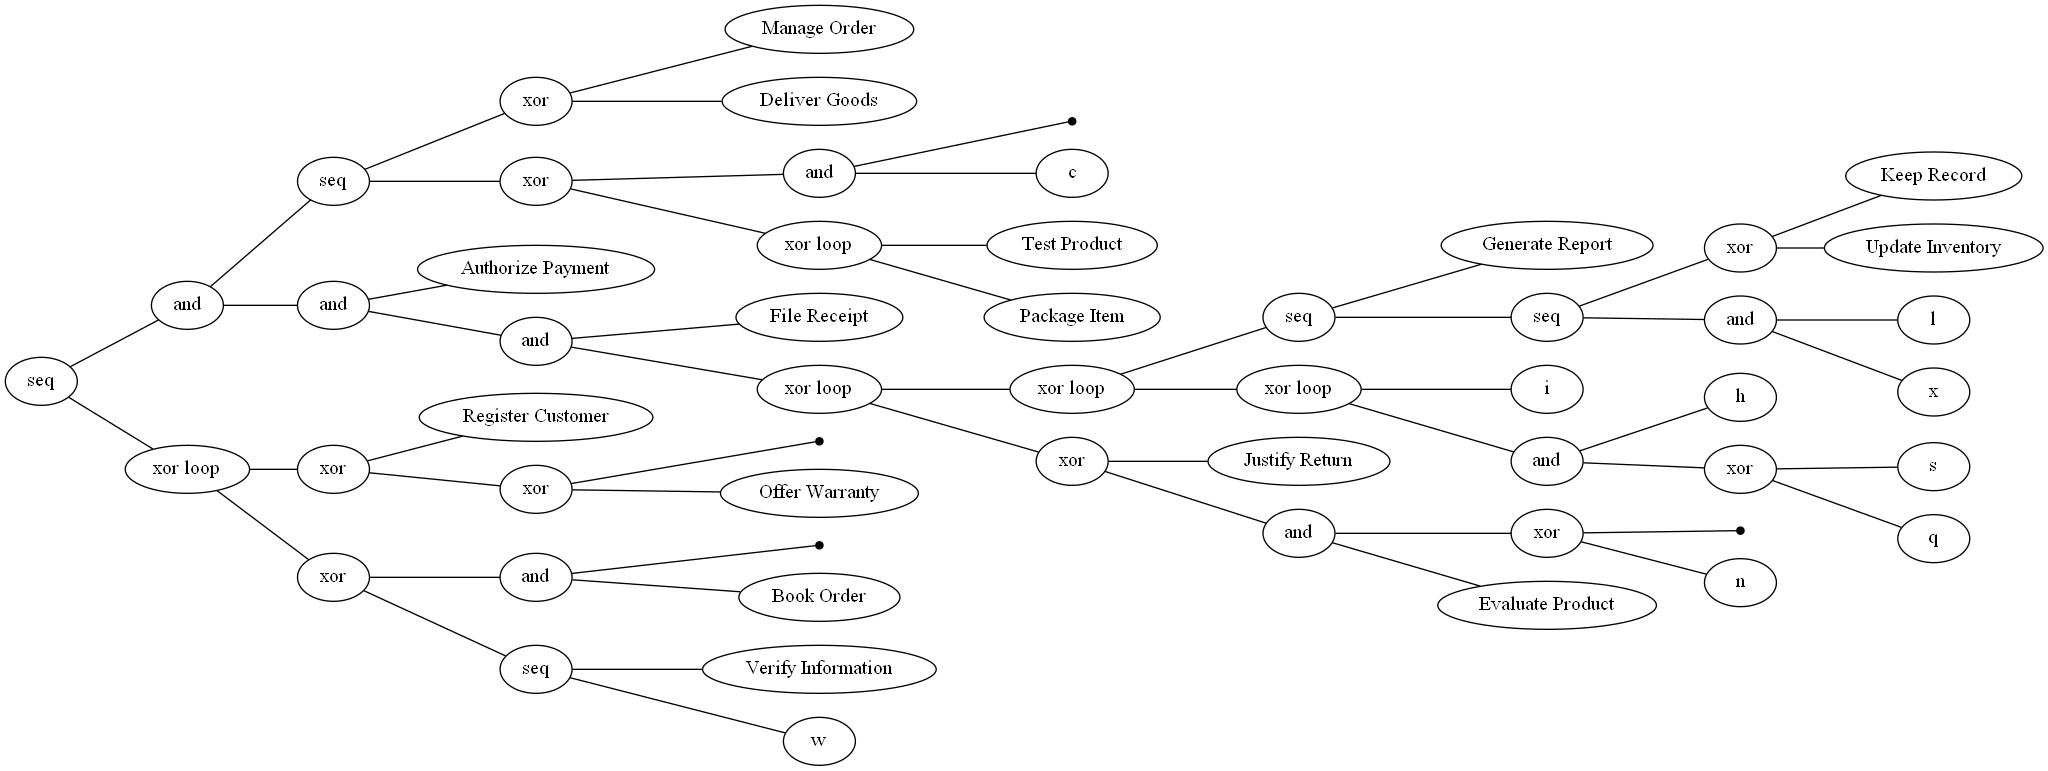 Manage Order
xor
Deliver Goods
Keep Record
seq
xor
and
c
xor
Update Inventory
Generate Report
xor loop
Test Product
Authorize Payment
and
and
File Receipt
Package Item
seq
seq
and
l
and
seq
xor loop
xor loop
xor loop
i
h
x
Register Customer
xor
Justify Return
and
xor
s
xor loop
xor
xor
Offer Warranty
and
xor
q
xor
and
Book Order
Evaluate Product
n
seq
Verify Information
w